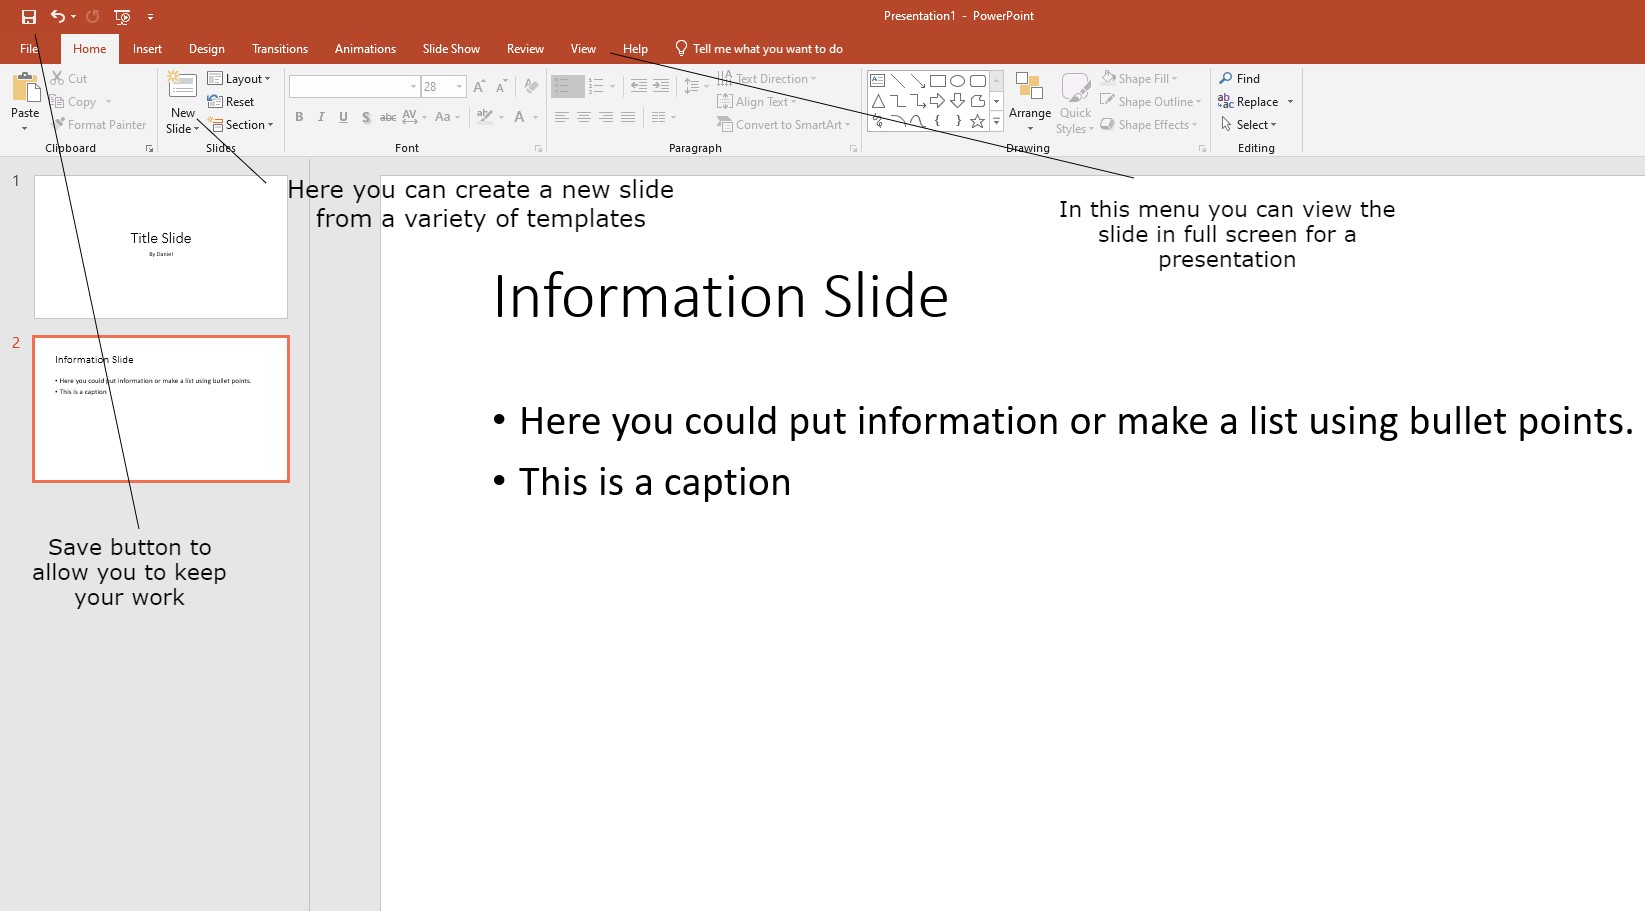 Presentation1 - PowerPoint
File Home Insert Design Transitions Animations Slide Show Review View Help Tell me what you want to do
Paste
Cut
Copy
Format Painter
Clipboard
New
Slide
Layout
Reset
Section
Slides
28
A A
B I U S abc AV Aa ab A
Font
Text Direction
Align Text
Convert to SmartArt
Paragraph
Arrange
Quick
Styles
Shape Fill
Shape Outline
Shape Effects
Drawing
Find
Replace
Select
Editing
1
Title Slide
By Daniel
2
Information Slide
• Here you could put information or make a list using bullet points.
• This is a caption
Save button to
allow you to keep
your work
Here you can create a new slide
from a variety of templates
In this menu you can view the
slide in full screen for a
presentation
Information Slide
• Here you could put information or make a list using bullet points.
• This is a caption